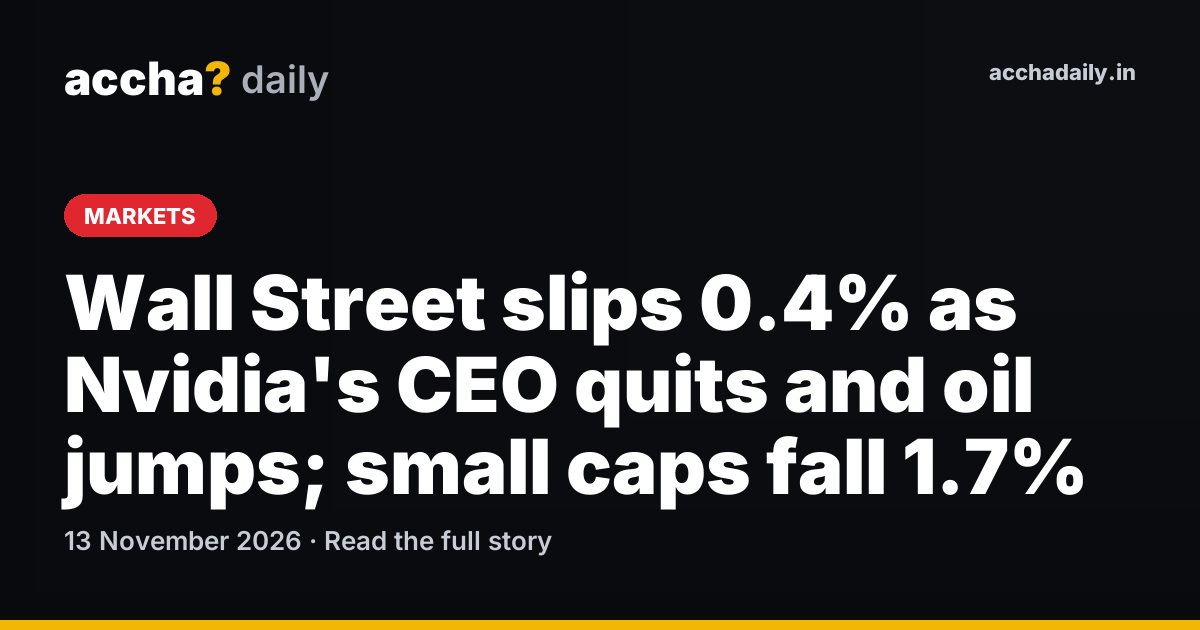 accha? daily
acchadaily.in
MARKETS
Wall Street slips 0.4% as
Nvidia's CEO quits and oil
jumps; small caps fall 1.7%
13 November 2026 · Read the full story